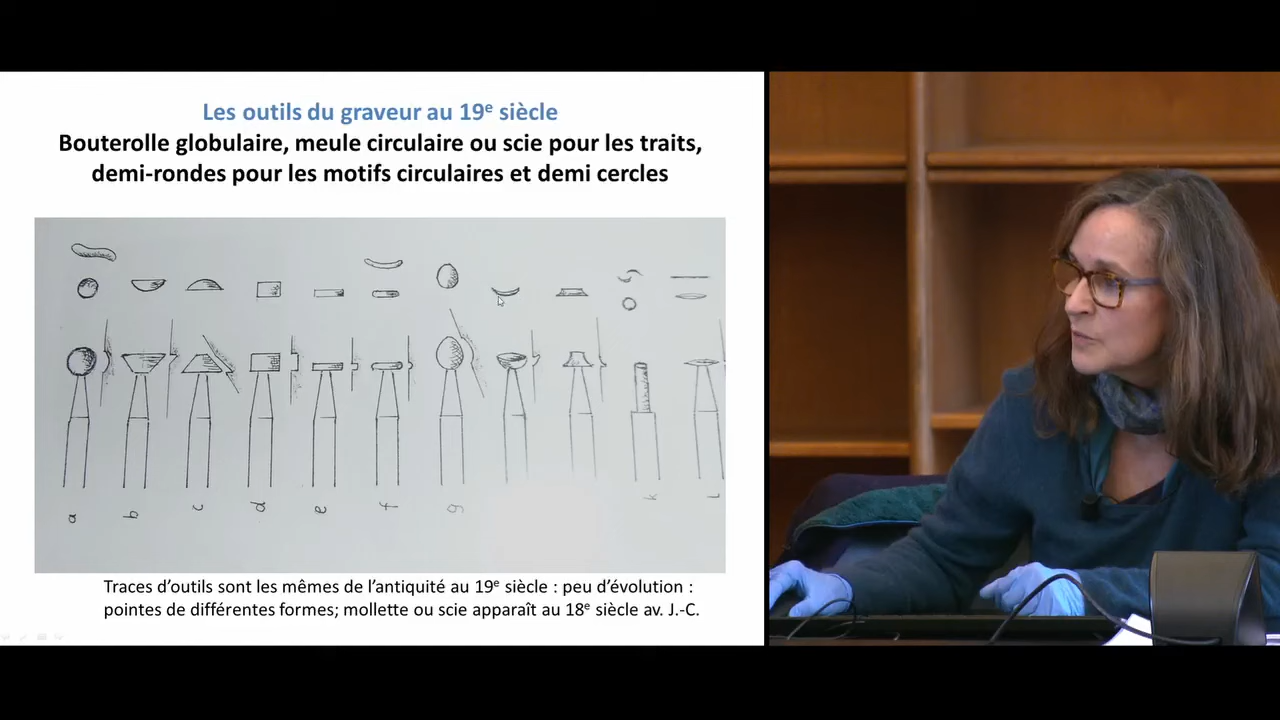 Les outils du graveur au 19e siècle
Bouterolle globulaire, meule circulaire ou scie pour les traits,
demi-rondes pour les motifs circulaires et demi cercles
a b c d e f g k L
Traces d'outils sont les mêmes de l'antiquité au 19e siècle : peu d'évolution :
pointes de différentes formes; mollette ou scie apparaît au 18e siècle av. J.-C.